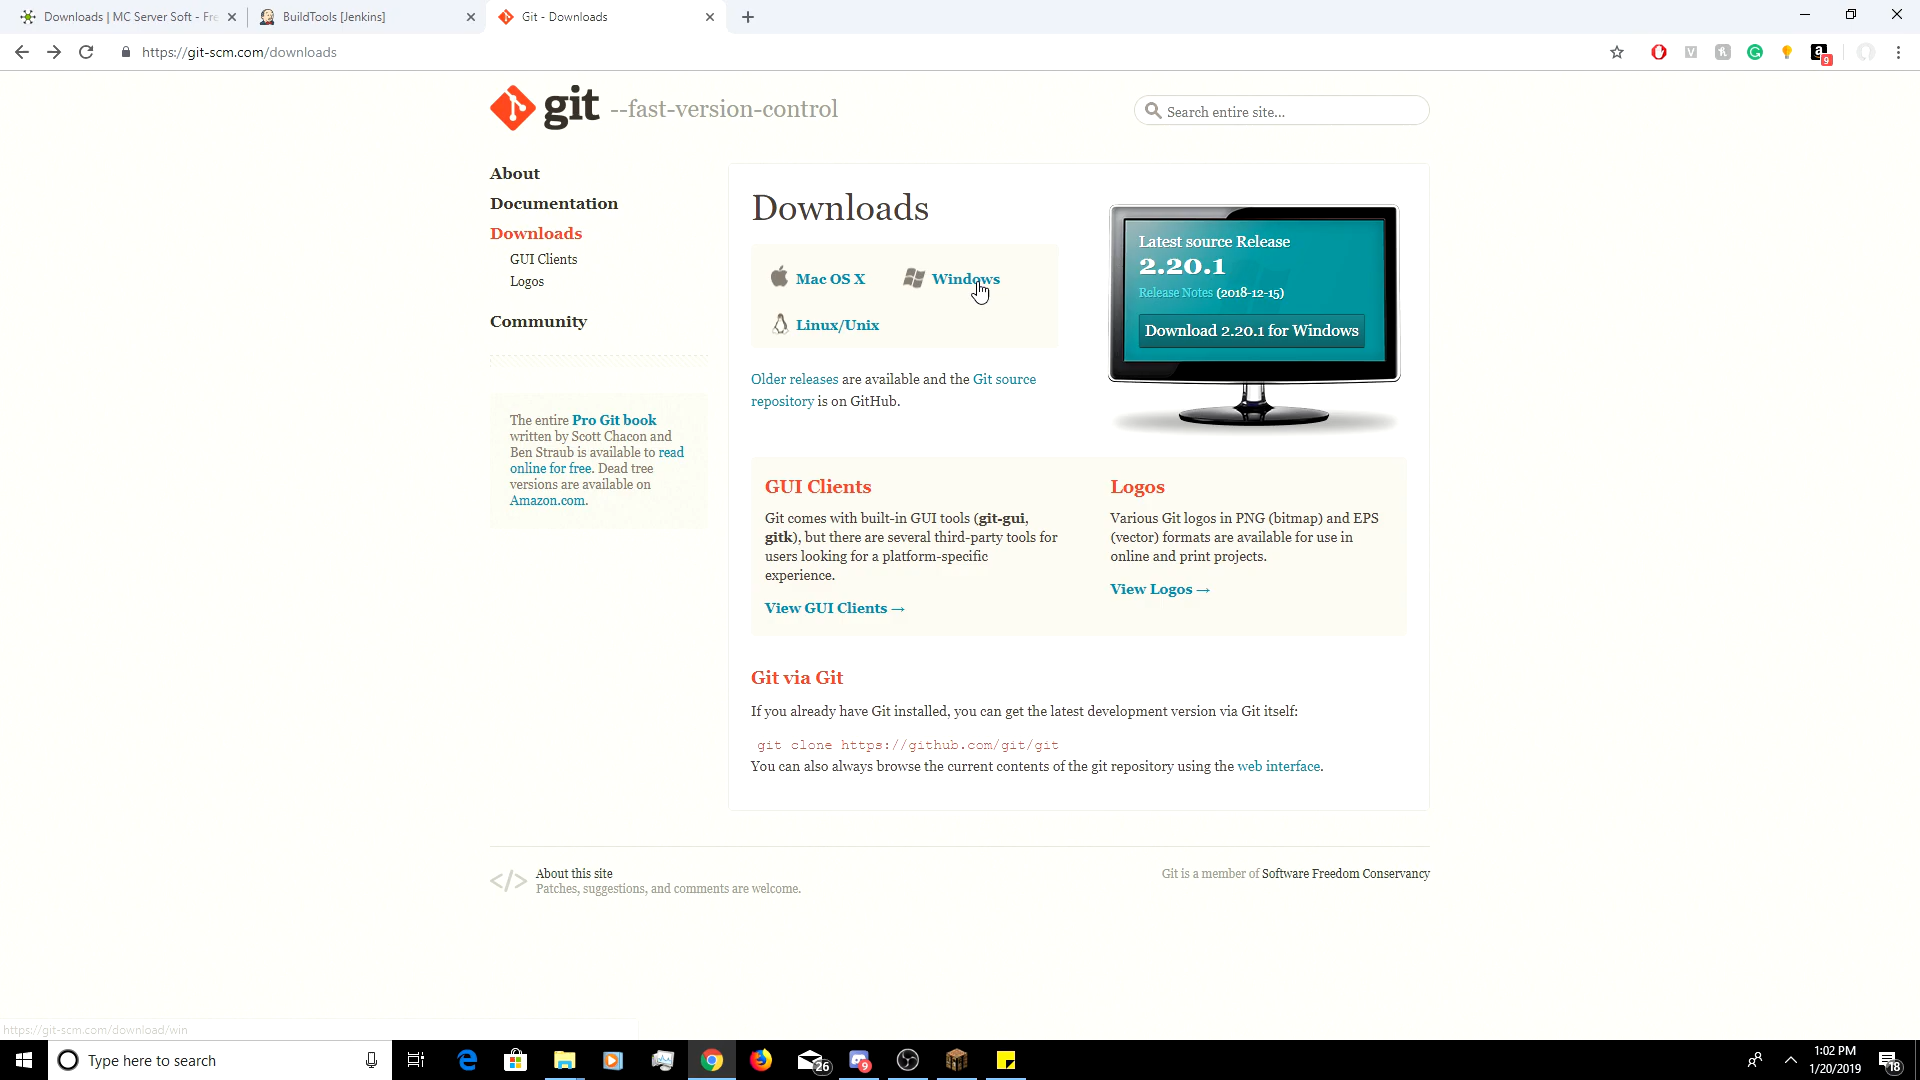 Downloads | MC Server Soft - Fre
BuildTools [Jenkins]
Git - Downloads
https://git-scm.com/downloads
9
git --fast-version-control
Search entire site...
About
Documentation
Downloads
GUI Clients
Logos
Community
The entire Pro Git book
written by Scott Chacon and
Ben Straub is available to read
online for free. Dead tree
versions are available on
Amazon.com.
Downloads
Mac OS X
Windows
Linux/Unix
Older releases are available and the Git source
repository is on GitHub.
Latest source Release
2.20.1
Release Notes (2018-12-15)
Download 2.20.1 for Windows
GUI Clients
Git comes with built-in GUI tools (git-gui,
gitk), but there are several third-party tools for
users looking for a platform-specific
experience.
View GUI Clients →
Logos
Various Git logos in PNG (bitmap) and EPS
(vector) formats are available for use in
online and print projects.
View Logos →
Git via Git
If you already have Git installed, you can get the latest development version via Git itself:
git clone https://github.com/git/git
You can also always browse the current contents of the git repository using the web interface.
</> About this site
Patches, suggestions, and comments are welcome.
Git is a member of Software Freedom Conservancy
https://git-scm.com/download/win
Type here to search
26
9
1:02 PM
1/20/2019
18